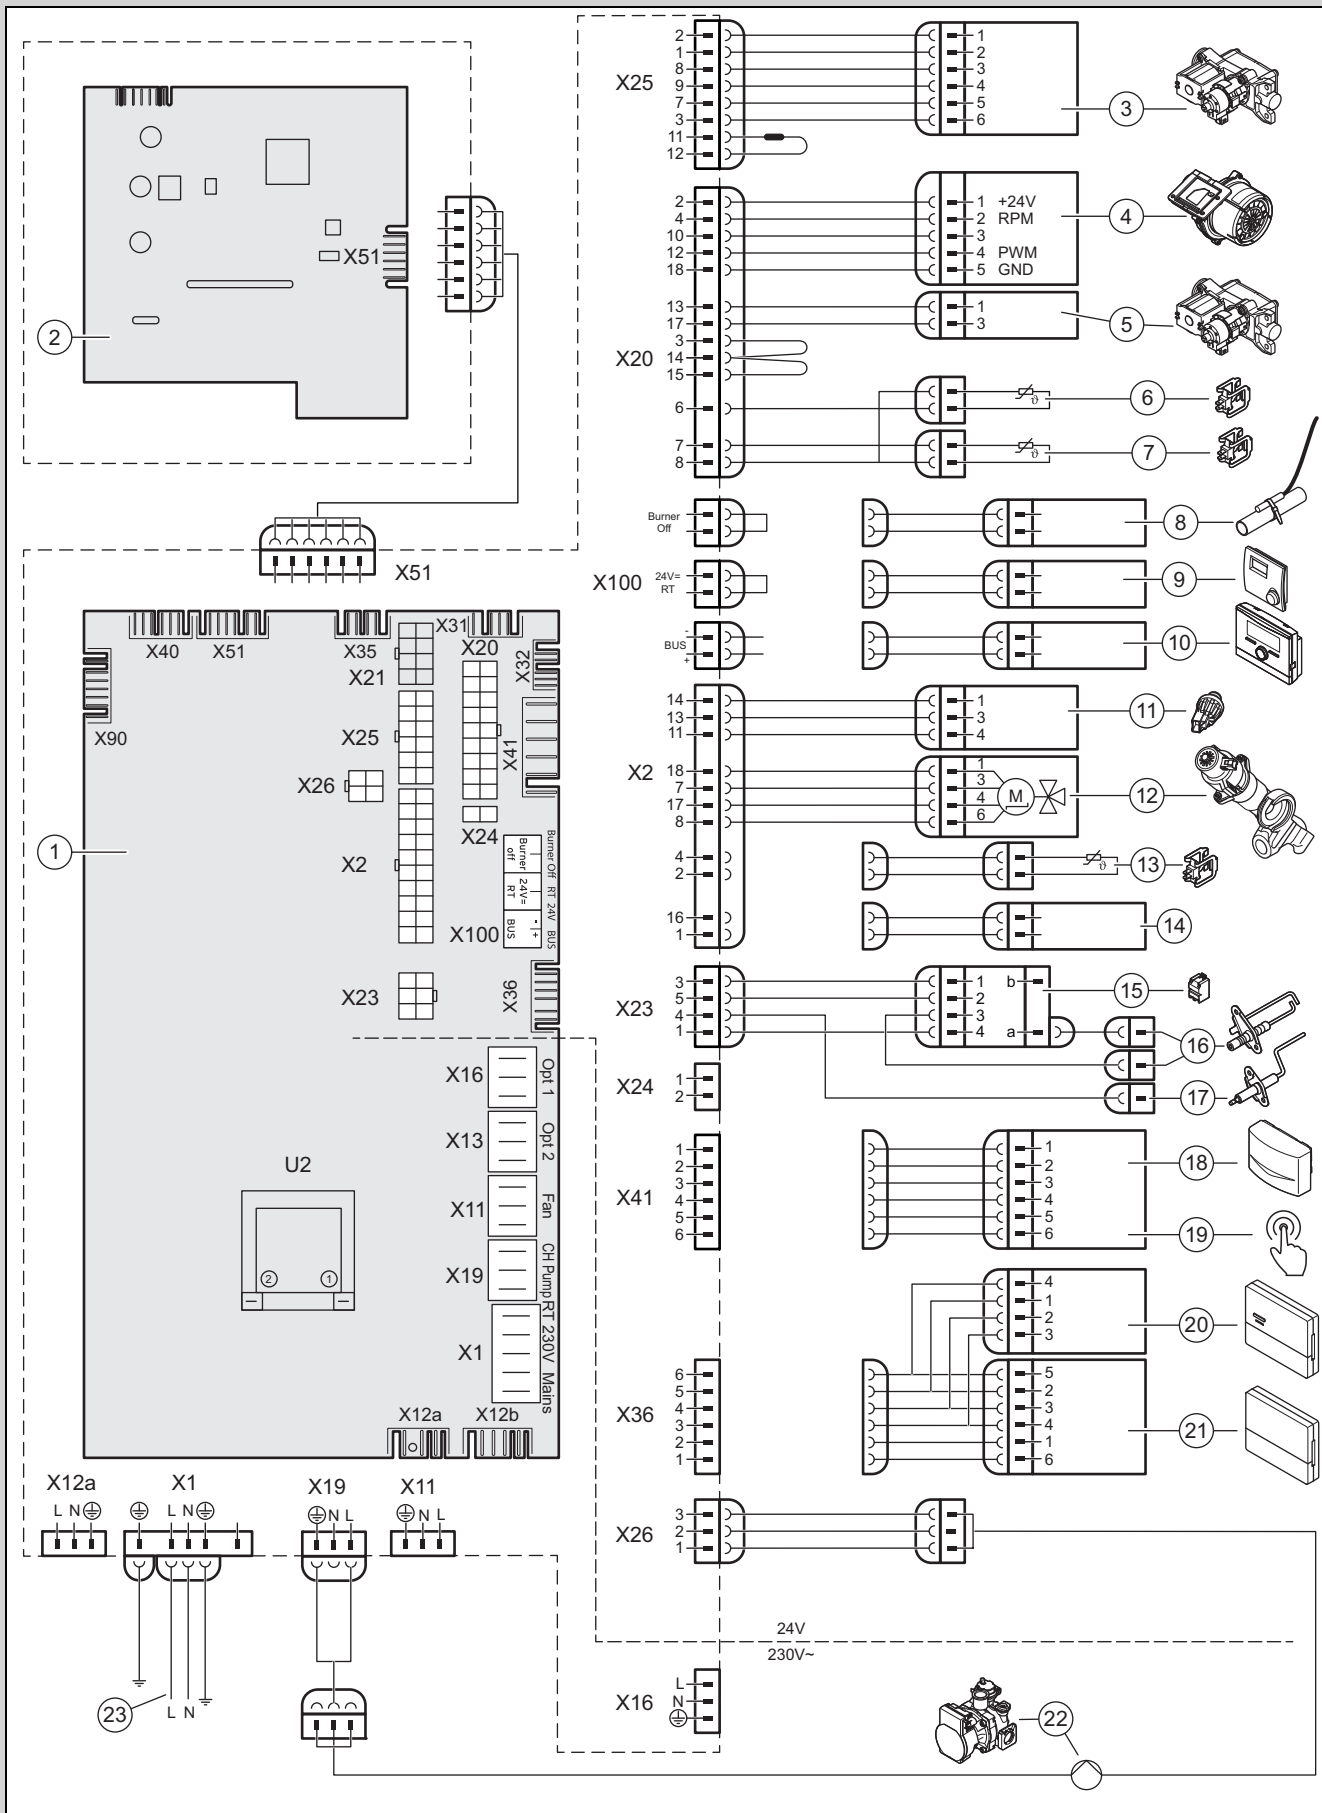 X25
2 1
1 2
8 3
9 4
7 5
3 6
11
12
3
2 1 +24V
4 2 RPM
10 3
12 4 PWM
18 5 GND
4
13 1
17 3
5
X20
3
14
15
6
ϑ
6
7
8
ϑ
7
X51
2
Burner
Off
8
X100
24V=
RT
9
-
BUS
+
10
X51
X40
X51
X35
X31
X20
X32
X21
X90
X25
X41
X26
X24
X2
1
Burner off
24V= RT
- + BUS
Burner Off RT 24V BUS
X100
X23
X36
X16
Opt 1
X13
Opt 2
U2
2 1
X11
Fan
X19
CH Pump
X1
RT 230V Mains
X12a
X12b
X2
14 1
13 3
11 4
11
18 1
7 3
17 4
8 6
M
12
4
2
ϑ
13
16
1
14
X23
3 1 b
5 2
4 3
1 4 a
15
16
17
X24
1
2
X41
1 1
2 2
3 3
4 4
5 5
6 6
18
19
4
1
2
3
20
X36
6 5
5 2
4 3
3 4
2 1
1 6
21
X26
3
2
1
X12a
L N
X1
L N
X19
N L
X11
N L
23
L N
24V
230V~
X16
L
N
22